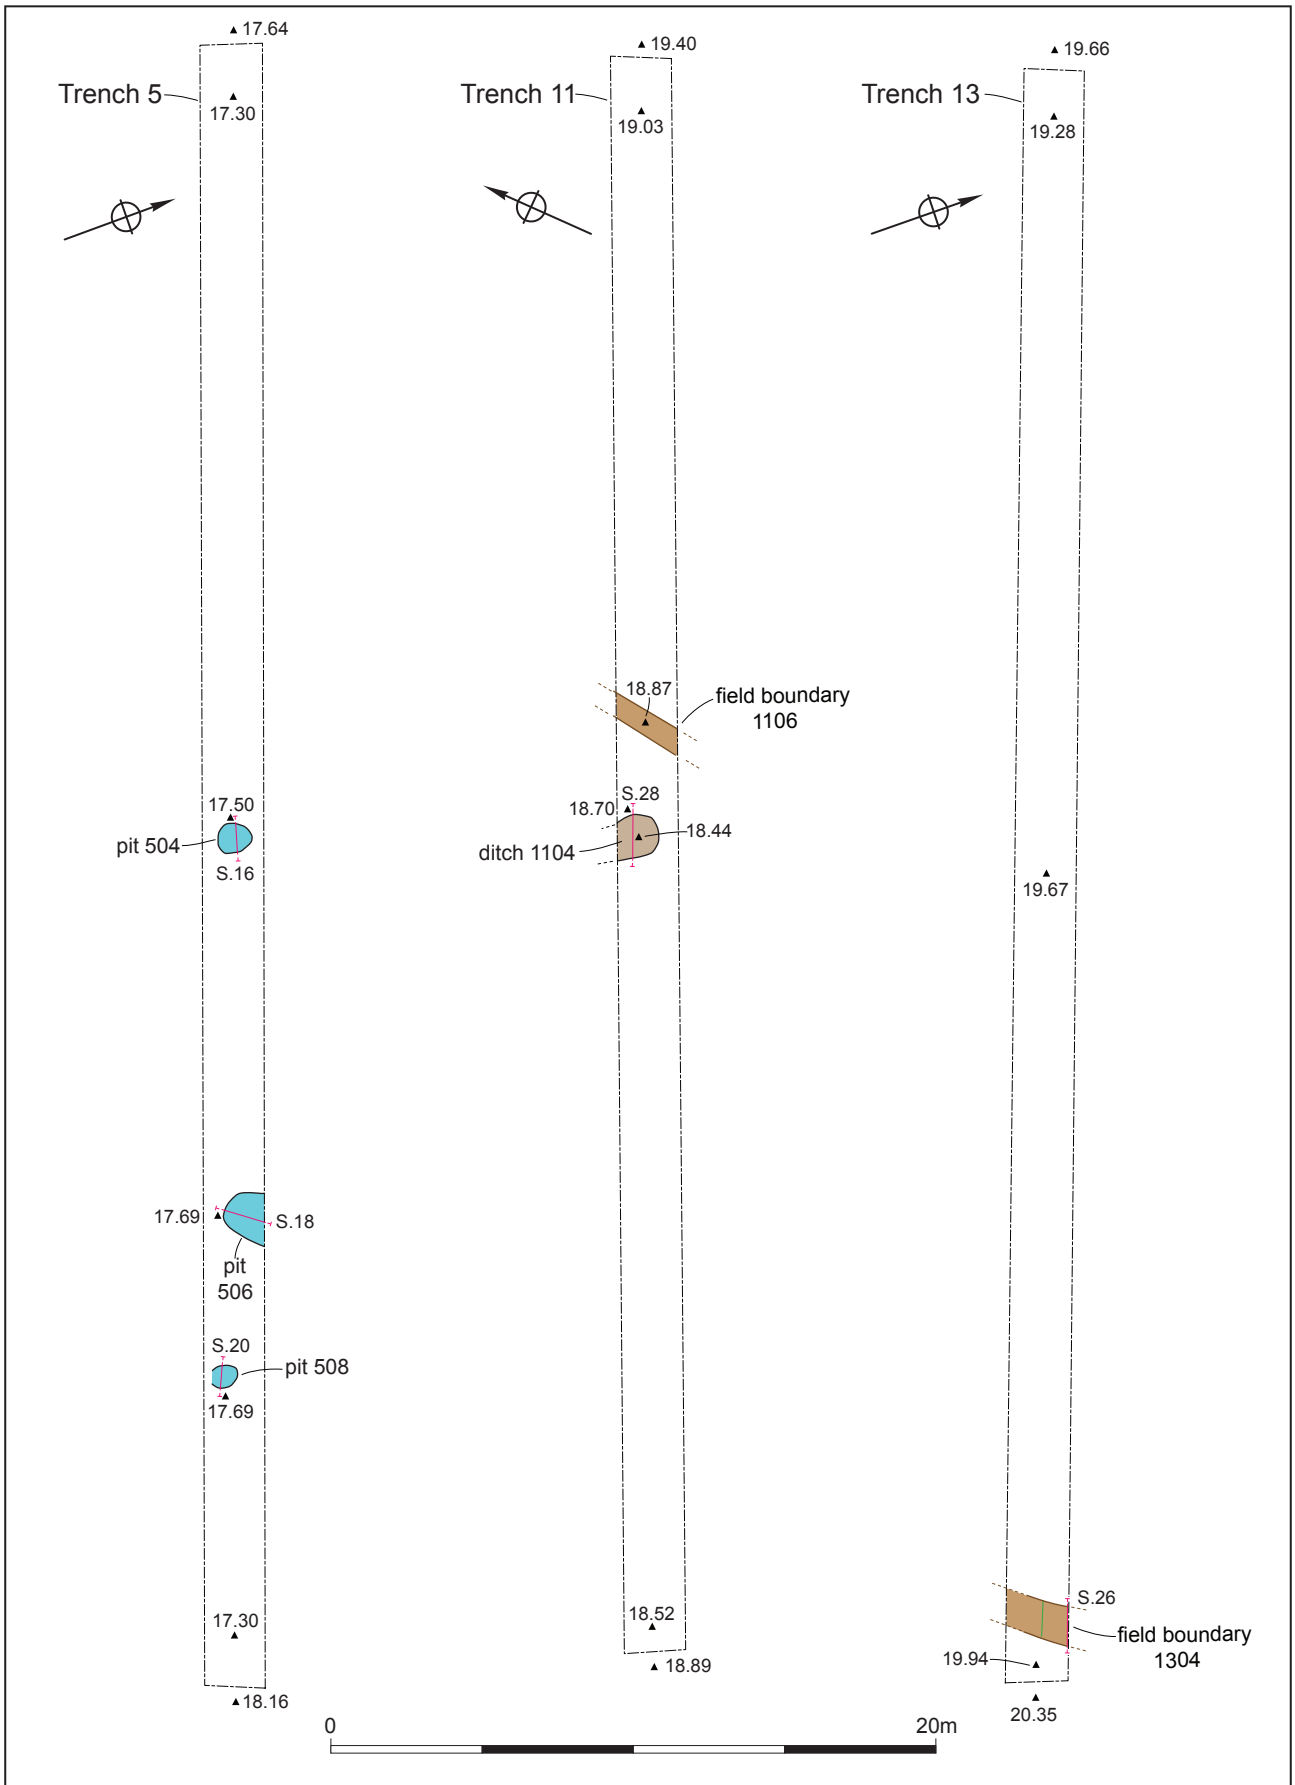 17.64
Trench 5
17.30
17.50
pit 504
S.16
17.69
S.18
pit
506
S.20
pit 508
17.69
17.30
18.16
19.40
Trench 11
19.03
18.87
field boundary
1106
S.28
18.70
18.44
ditch 1104
18.52
18.89
19.66
Trench 13
19.28
19.67
S.26
field boundary
1304
19.94
20.35
0
20m